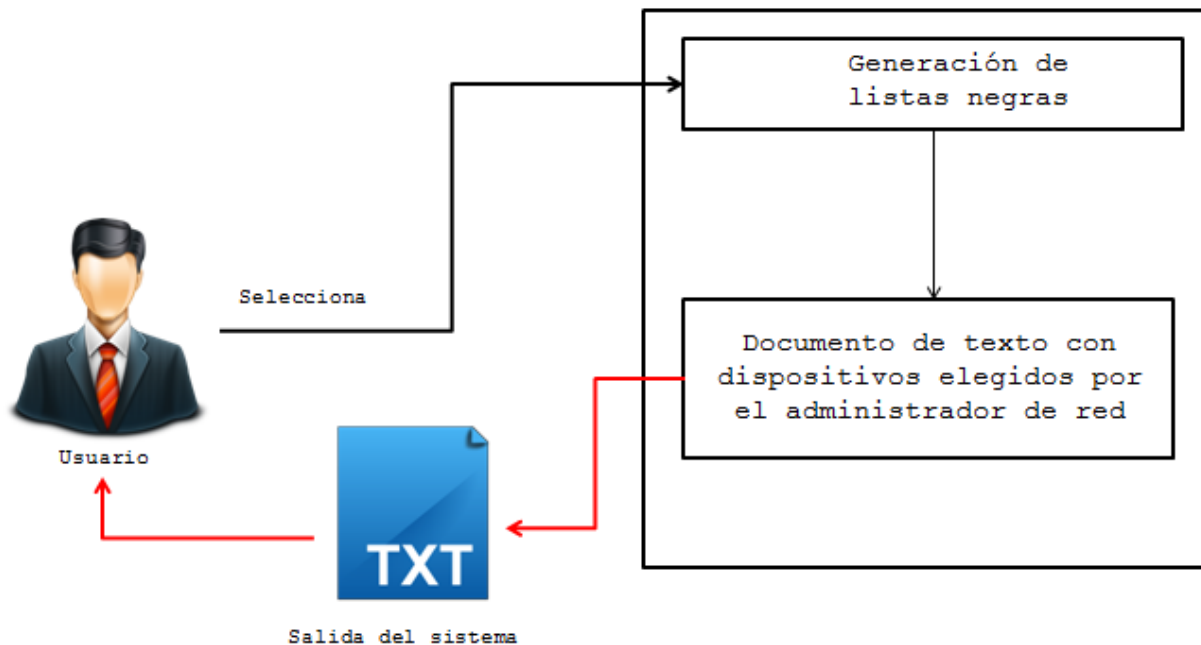 Generación de
listas negras
Selecciona
Documento de texto con
dispositivos elegidos por
el administrador de red
Usuario
TXT
Salida del sistema